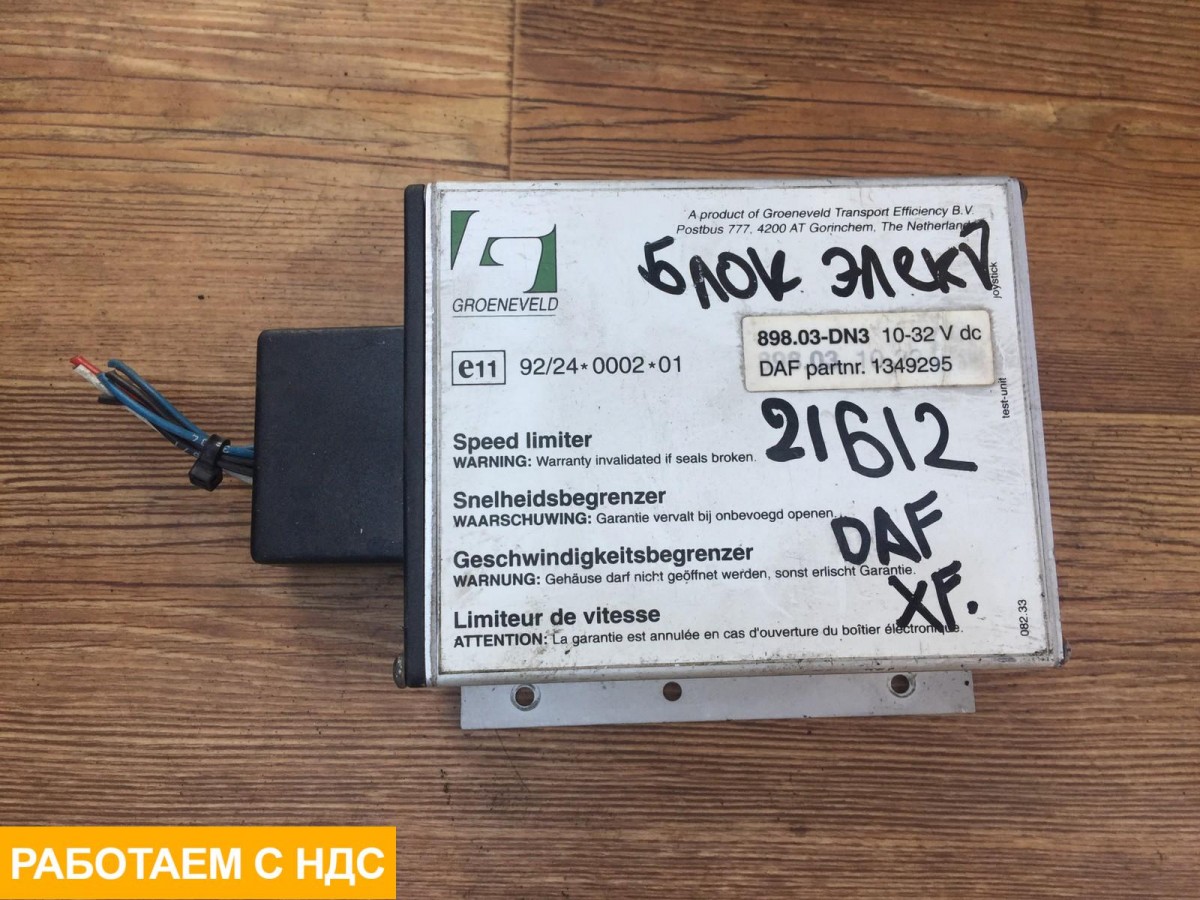 A product of Groeneveld Transport Efficiency B.V.
Postbus 777, 4200 AT Gorinchem, The Netherland
GROENEVELD
БЛОК ЭЛЕКТ
joystick
898.03-DN3 10-32 V dc
DAF partnr. 1349295
e11 92/24*0002*01
test-unit
21612
Speed limiter
WARNING: Warranty invalidated if seals broken.
Snelheidsbegrenzer
WAARSCHUWING: Garantie vervalt bij onbevoegd openen.
DAF
XF.
Geschwindigkeitsbegrenzer
WARNUNG: Gehäuse darf nicht geöffnet werden, sonst erlischt Garantie.
Limiteur de vitesse
ATTENTION: La garantie est annulée en cas d'ouverture du boîtier électronique.
082.33
РАБОТАЕМ С НДС